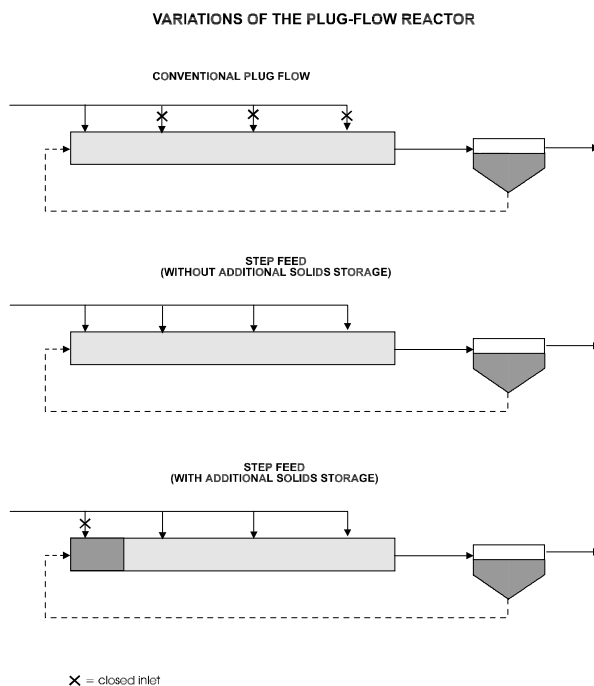 VARIATIONS OF THE PLUG-FLOW REACTOR
CONVENTIONAL PLUG FLOW
STEP FEED
(WITHOUT ADDITIONAL SOLIDS STORAGE)
STEP FEED
(WITH ADDITIONAL SOLIDS STORAGE)
= closed inlet